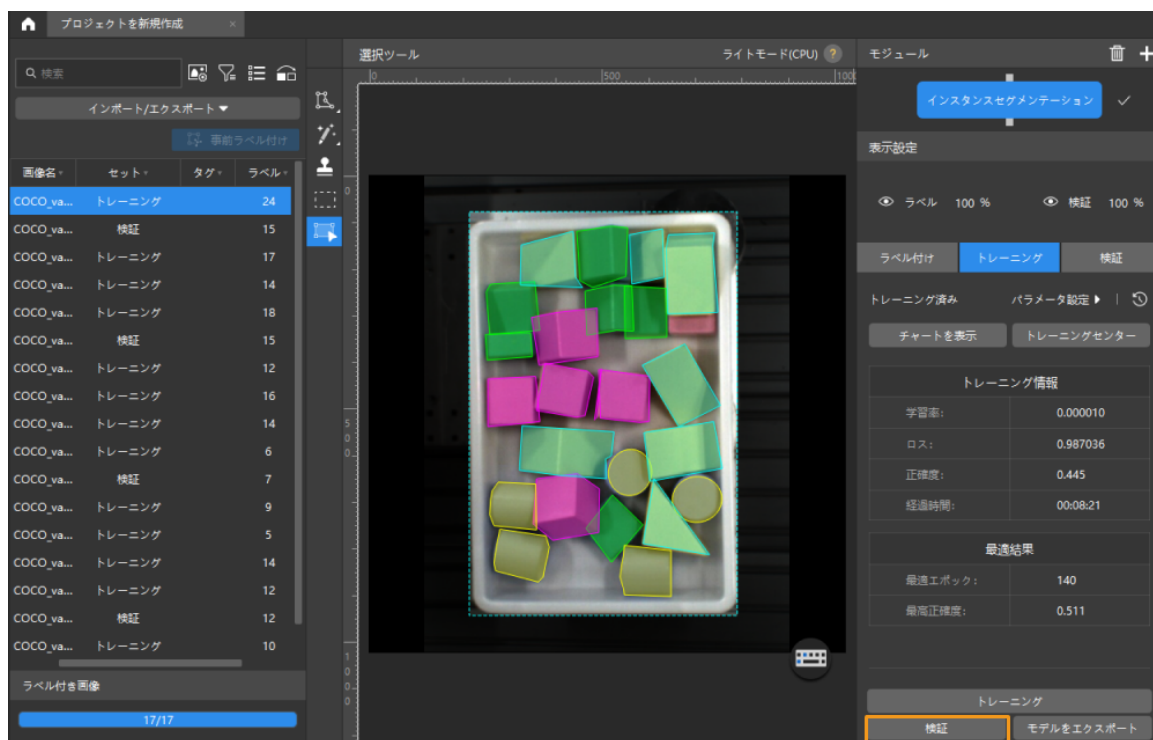 プロジェクトを新規作成 ×
検索
インポート/エクスポート ▼
事前ラベル付け
画像名 セット タグ ラベル
COCO_va... トレーニング 24
COCO_va... 検証 15
COCO_va... トレーニング 17
COCO_va... トレーニング 14
COCO_va... トレーニング 18
COCO_va... 検証 15
COCO_va... トレーニング 12
COCO_va... トレーニング 16
COCO_va... トレーニング 14
COCO_va... トレーニング 6
COCO_va... 検証 7
COCO_va... トレーニング 9
COCO_va... トレーニング 5
COCO_va... トレーニング 14
COCO_va... トレーニング 12
COCO_va... 検証 12
COCO_va... トレーニング 10
ラベル付き画像
17/17
選択ツール ライトモード(CPU) ?
0 500 100
0
500
1000
モジュール
インスタンスセグメンテーション
表示設定
ラベル 100 % 検証 100 %
ラベル付け トレーニング 検証
トレーニング済み パラメータ設定 ▶
チャートを表示 トレーニングセンター
トレーニング情報
学習率: 0.000010
ロス: 0.987036
正確度: 0.445
経過時間: 00:08:21
最適結果
最適エポック: 140
最高正確度: 0.511
トレーニング
検証 モデルをエクスポート